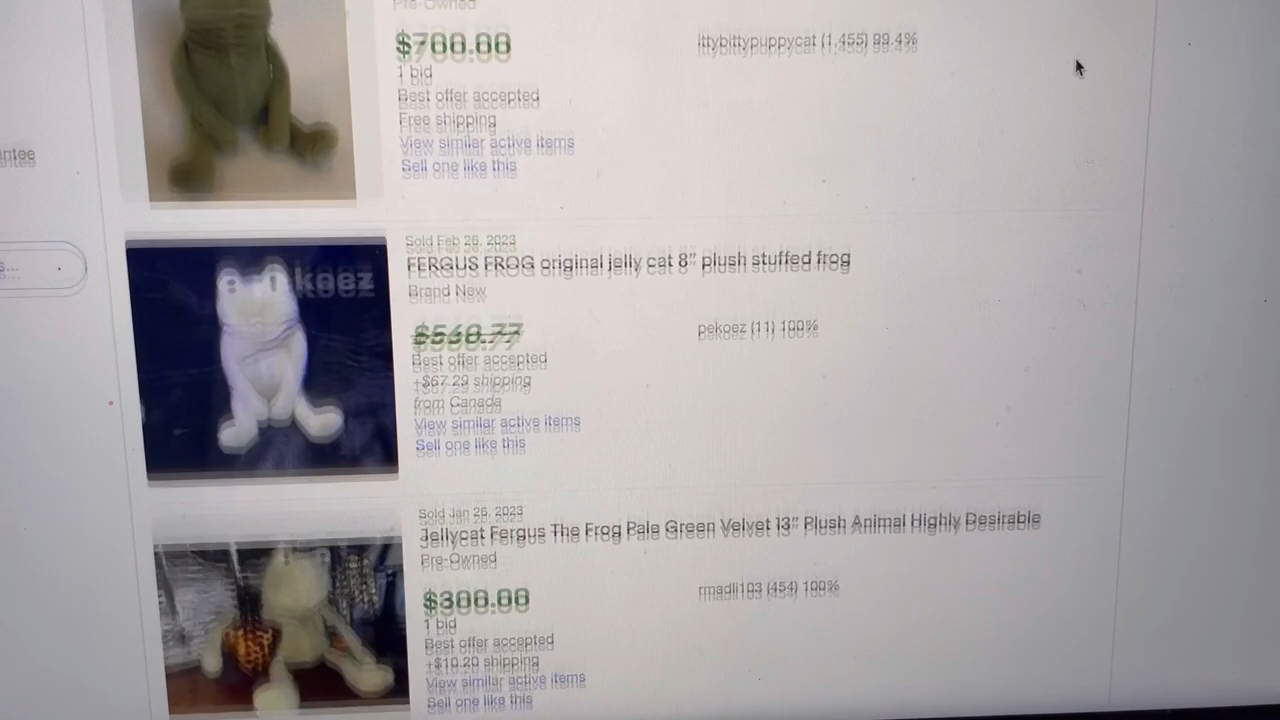 Pre-Owned
$700.00
ittybittypuppycat (1,455) 99.4%
1 bid
Best offer accepted
Free shipping
View similar active items
Sell one like this
antee
s...
Sold Feb 26, 2023
FERGUS FROG original jelly cat 8” plush stuffed frog
Brand New
pekoez (11) 100%
Best offer accepted
+$67.29 shipping
from Canada
View similar active items
Sell one like this
koez
Sold Jan 26, 2023
Jellycat Fergus The Frog Pale Green Velvet 13” Plush Animal Highly Desirable
Pre-Owned
$300.00
rmadli103 (454) 100%
1 bid
Best offer accepted
+$10.20 shipping
View similar active items
Sell one like this